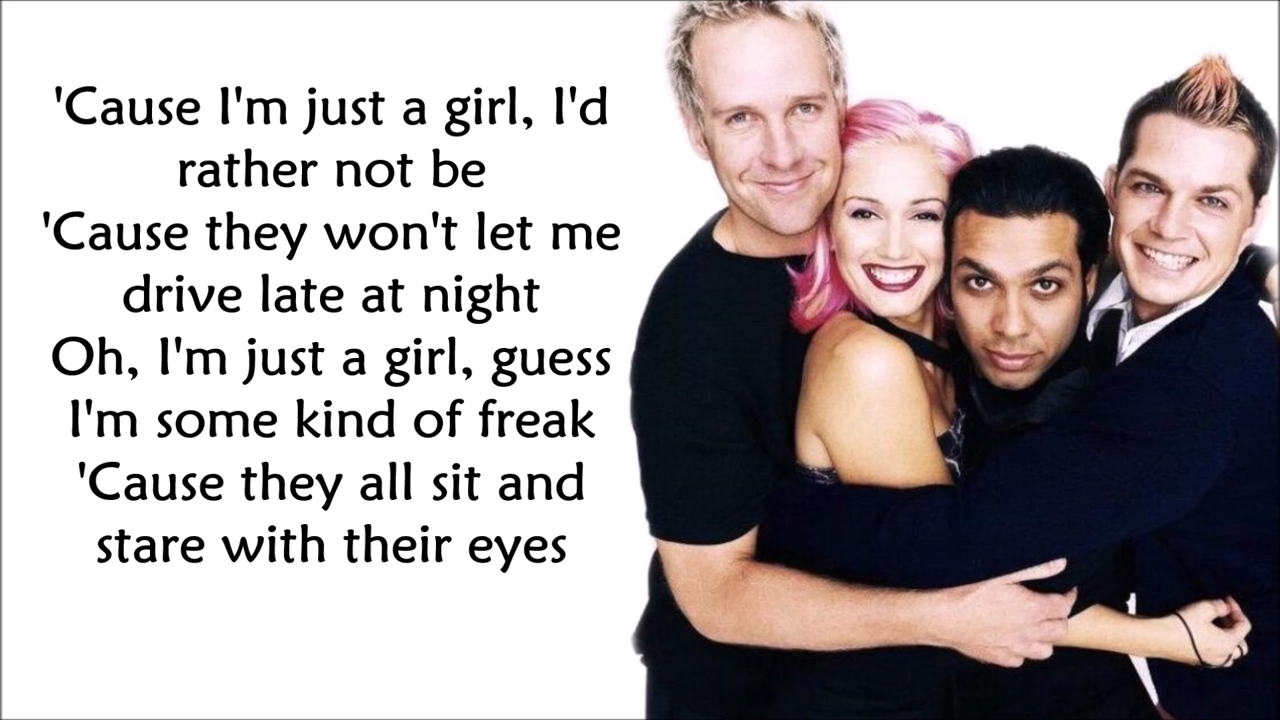 'Cause I'm just a girl, I'd
rather not be
'Cause they won't let me
drive late at night
Oh, I'm just a girl, guess
I'm some kind of freak
'Cause they all sit and
stare with their eyes